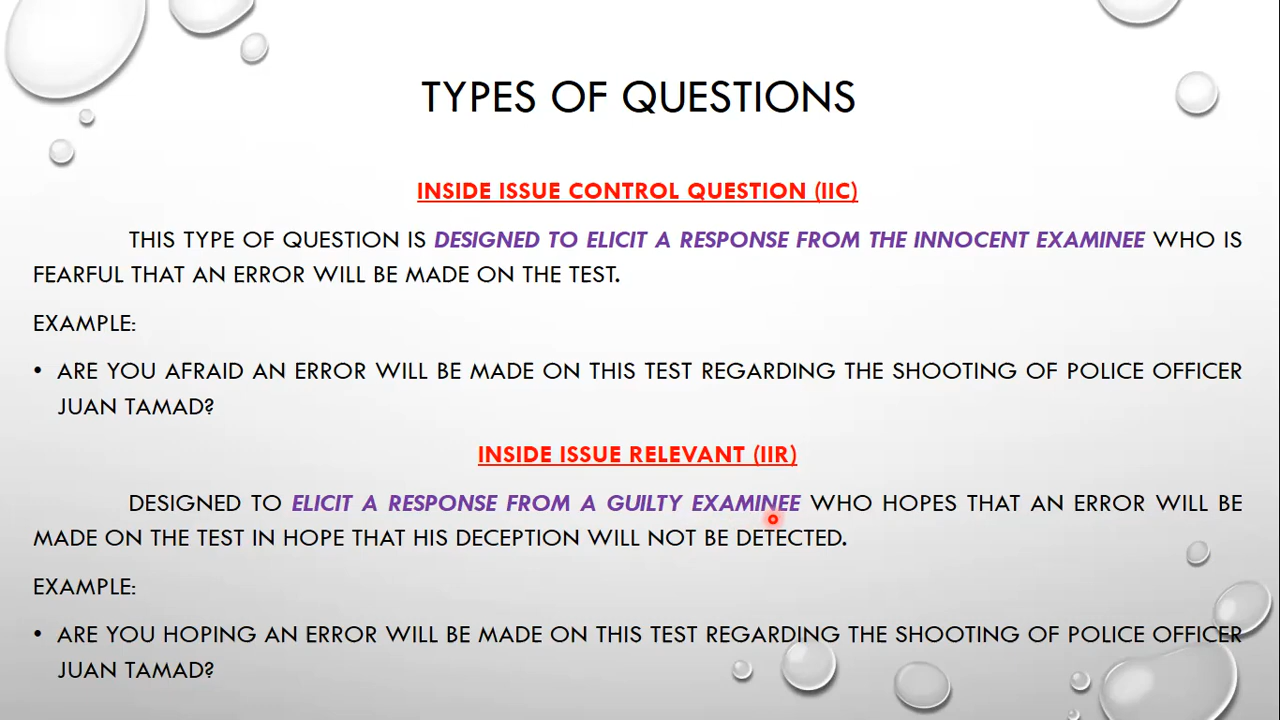 TYPES OF QUESTIONS
INSIDE ISSUE CONTROL QUESTION (IIC)
THIS TYPE OF QUESTION IS DESIGNED TO ELICIT A RESPONSE FROM THE INNOCENT EXAMINEE WHO IS
FEARFUL THAT AN ERROR WILL BE MADE ON THE TEST.
EXAMPLE:
• ARE YOU AFRAID AN ERROR WILL BE MADE ON THIS TEST REGARDING THE SHOOTING OF POLICE OFFICER
JUAN TAMAD?
INSIDE ISSUE RELEVANT (IIR)
DESIGNED TO ELICIT A RESPONSE FROM A GUILTY EXAMINEE WHO HOPES THAT AN ERROR WILL BE
MADE ON THE TEST IN HOPE THAT HIS DECEPTION WILL NOT BE DETECTED.
EXAMPLE:
• ARE YOU HOPING AN ERROR WILL BE MADE ON THIS TEST REGARDING THE SHOOTING OF POLICE OFFICER
JUAN TAMAD?